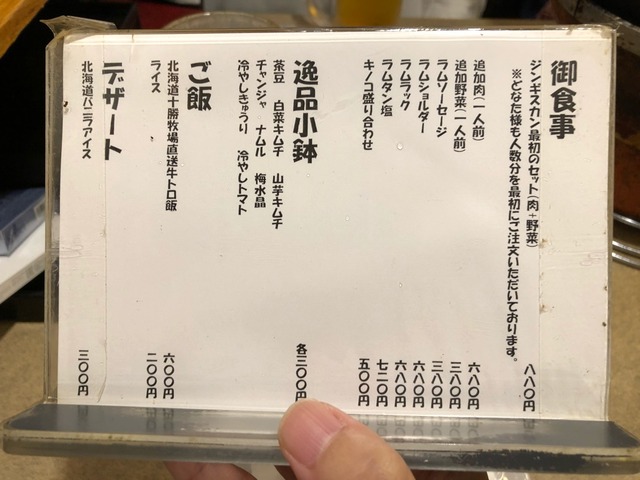 御食事
ジンギスカン最初のセット(肉+野菜) 八八〇円
※どなた様も人数分を最初にご注文いただいております。
追加肉(一人前) 六八〇円
追加野菜(一人前) 三八〇円
ラムソーセージ 三八〇円
ラムショルダー 六八〇円
ラムラック 六八〇円
ラムタン塩 七二〇円
キノコ盛り合わせ 五〇〇円
逸品小鉢 各三〇〇円
茶豆 白菜キムチ 山芋キムチ
チャンジャ ナムル 梅水晶
冷やしきゅうり 冷やしトマト
ご飯
北海道十勝牧場直送牛トロ飯 六〇〇円
ライス 二〇〇円
デザート
北海道バニラアイス 三〇〇円